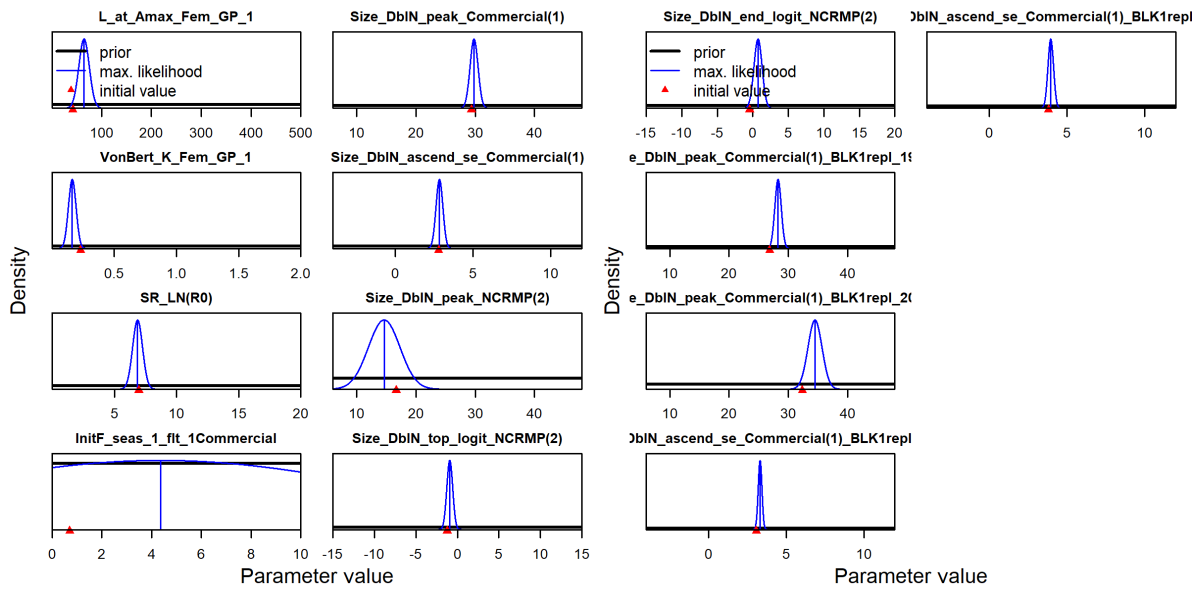 L_at_Amax_Fem_GP_1
prior
max. likelihood
initial value
100 200 300 400 500
Size_DblN_peak_Commercial(1)
10 20 30 40
Size_DblN_end_logit_NCRMP(2)
prior
max. likelihood
initial value
-15 -10 -5 0 5 10 15 20
DblN_ascend_se_Commercial(1)_BLK1repl
0 5 10
VonBert_K_Fem_GP_1
0.5 1.0 1.5 2.0
Size_DblN_ascend_se_Commercial(1)
0 5 10
e_DblN_peak_Commercial(1)_BLK1repl_19
10 20 30 40
Density
Density
SR_LN(R0)
5 10 15 20
Size_DblN_peak_NCRMP(2)
10 20 30 40
e_DblN_peak_Commercial(1)_BLK1repl_20
10 20 30 40
InitF_seas_1_flt_1Commercial
0 2 4 6 8 10
Size_DblN_top_logit_NCRMP(2)
-15 -10 -5 0 5 10 15
DblN_ascend_se_Commercial(1)_BLK1repl
0 5 10
Parameter value
Parameter value